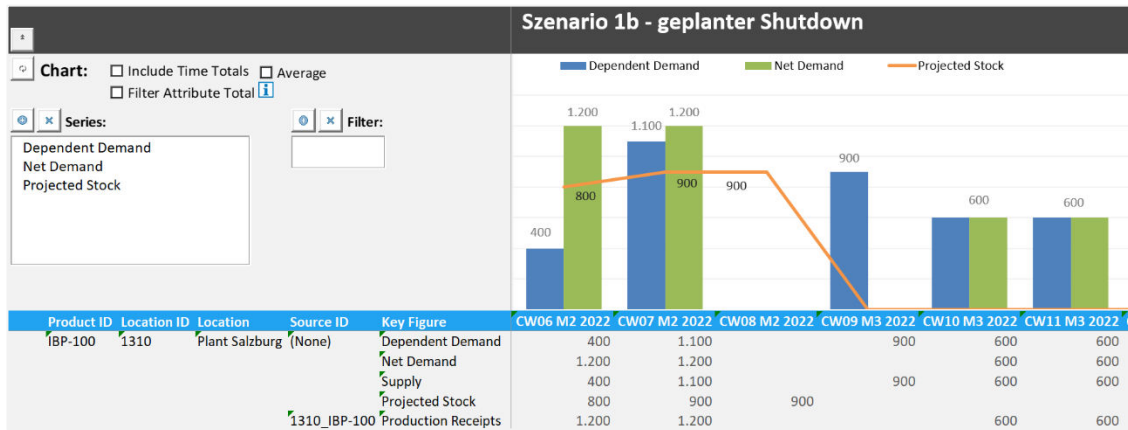 Szenario 1b - geplanter Shutdown
Chart: Include Time Totals Average
Filter Attribute Total i
Series: Filter:
Dependent Demand
Net Demand
Projected Stock
Dependent Demand Net Demand Projected Stock
1.200 1.200
1.100
900
800 900 900
600 600
400
Product ID Location ID Location Source ID Key Figure CW06 M2 2022 CW07 M2 2022 CW08 M2 2022 CW09 M3 2022 CW10 M3 2022 CW11 M3 2022
IBP-100 1310 Plant Salzburg (None) Dependent Demand 400 1.100 900 600 600
Net Demand 1.200 1.200 600 600
Supply 400 1.100 900 600 600
Projected Stock 800 900 900
1310_IBP-100 Production Receipts 1.200 1.200 600 600